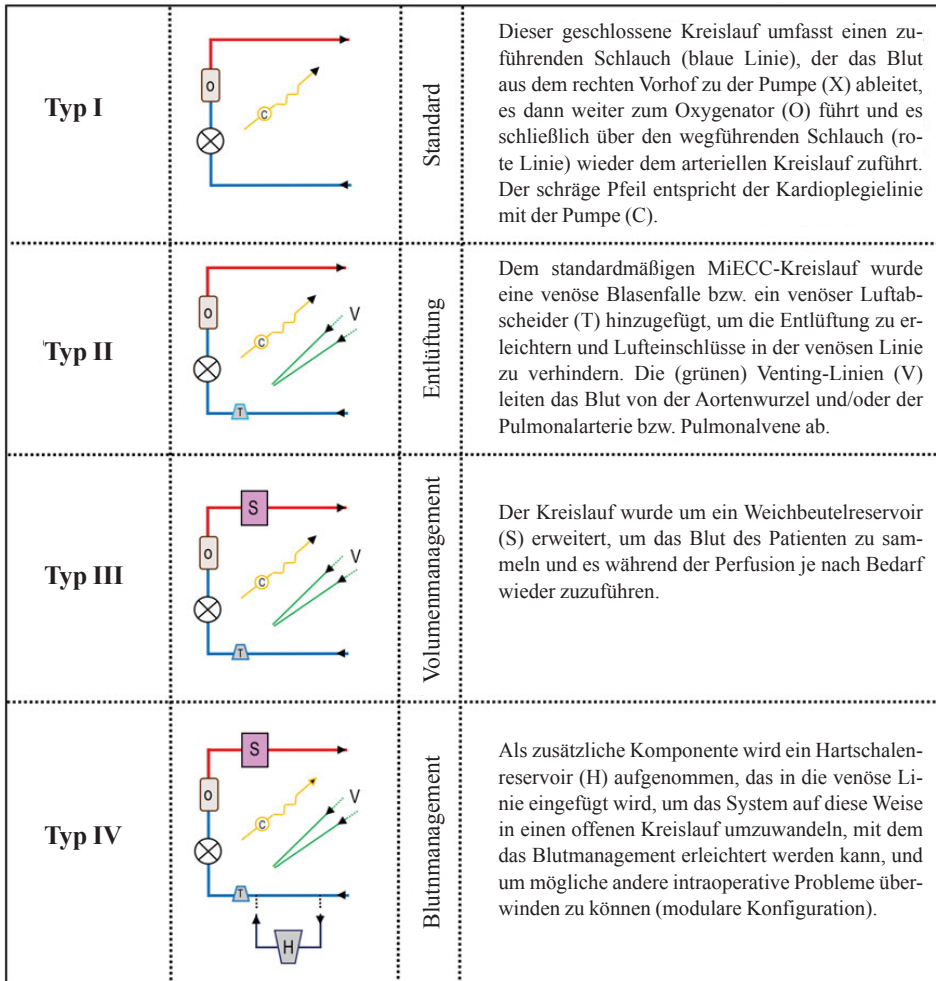 Typ I
O
C
Standard
Dieser geschlossene Kreislauf umfasst einen zu-
führenden Schlauch (blaue Linie), der das Blut
aus dem rechten Vorhof zu der Pumpe (X) ableitet,
es dann weiter zum Oxygenator (O) führt und es
schließlich über den wegführenden Schlauch (ro-
te Linie) wieder dem arteriellen Kreislauf zuführt.
Der schräge Pfeil entspricht der Kardioplegielinie
mit der Pumpe (C).
Typ II
O
C
V
T
Entlüftung
Dem standardmäßigen MiECC-Kreislauf wurde
eine venöse Blasenfalle bzw. ein venöser Luftab-
scheider (T) hinzugefügt, um die Entlüftung zu er-
leichtern und Lufteinschlüsse in der venösen Linie
zu verhindern. Die (grünen) Venting-Linien (V)
leiten das Blut von der Aortenwurzel und/oder der
Pulmonalarterie bzw. Pulmonalvene ab.
Typ III
S
O
C
V
T
Volumenmanagement
Der Kreislauf wurde um ein Weichbeutelreservoir
(S) erweitert, um das Blut des Patienten zu sam-
meln und es während der Perfusion je nach Bedarf
wieder zuzuführen.
Typ IV
S
O
C
V
T
H
Blutnmanagement
Als zusätzliche Komponente wird ein Hartschalen-
reservoir (H) aufgenommen, das in die venöse Li-
nie eingefügt wird, um das System auf diese Weise
in einen offenen Kreislauf umzuwandeln, mit dem
das Blutmanagement erleichtert werden kann, und
um mögliche andere intraoperative Probleme über-
winden zu können (modulare Konfiguration).